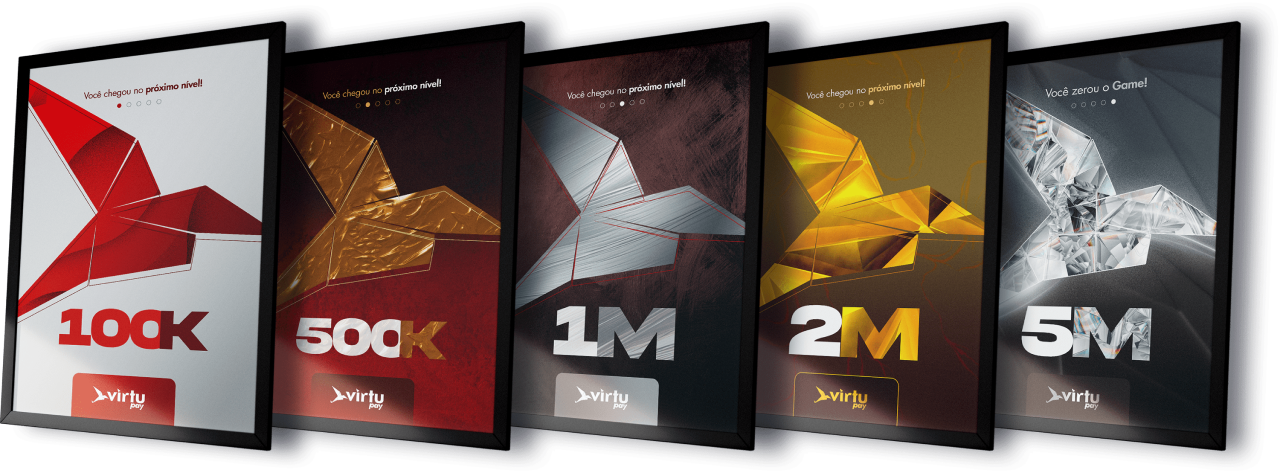 Você chegou no próximo nível!
100K
virtu
pay
Você chegou no próximo nível!
500K
virtu
pay
Você chegou no próximo nível!
1M
virtu
pay
Você chegou no próximo nível!
2M
virtu
pay
Você zerou o Game!
5M
virtu
pay